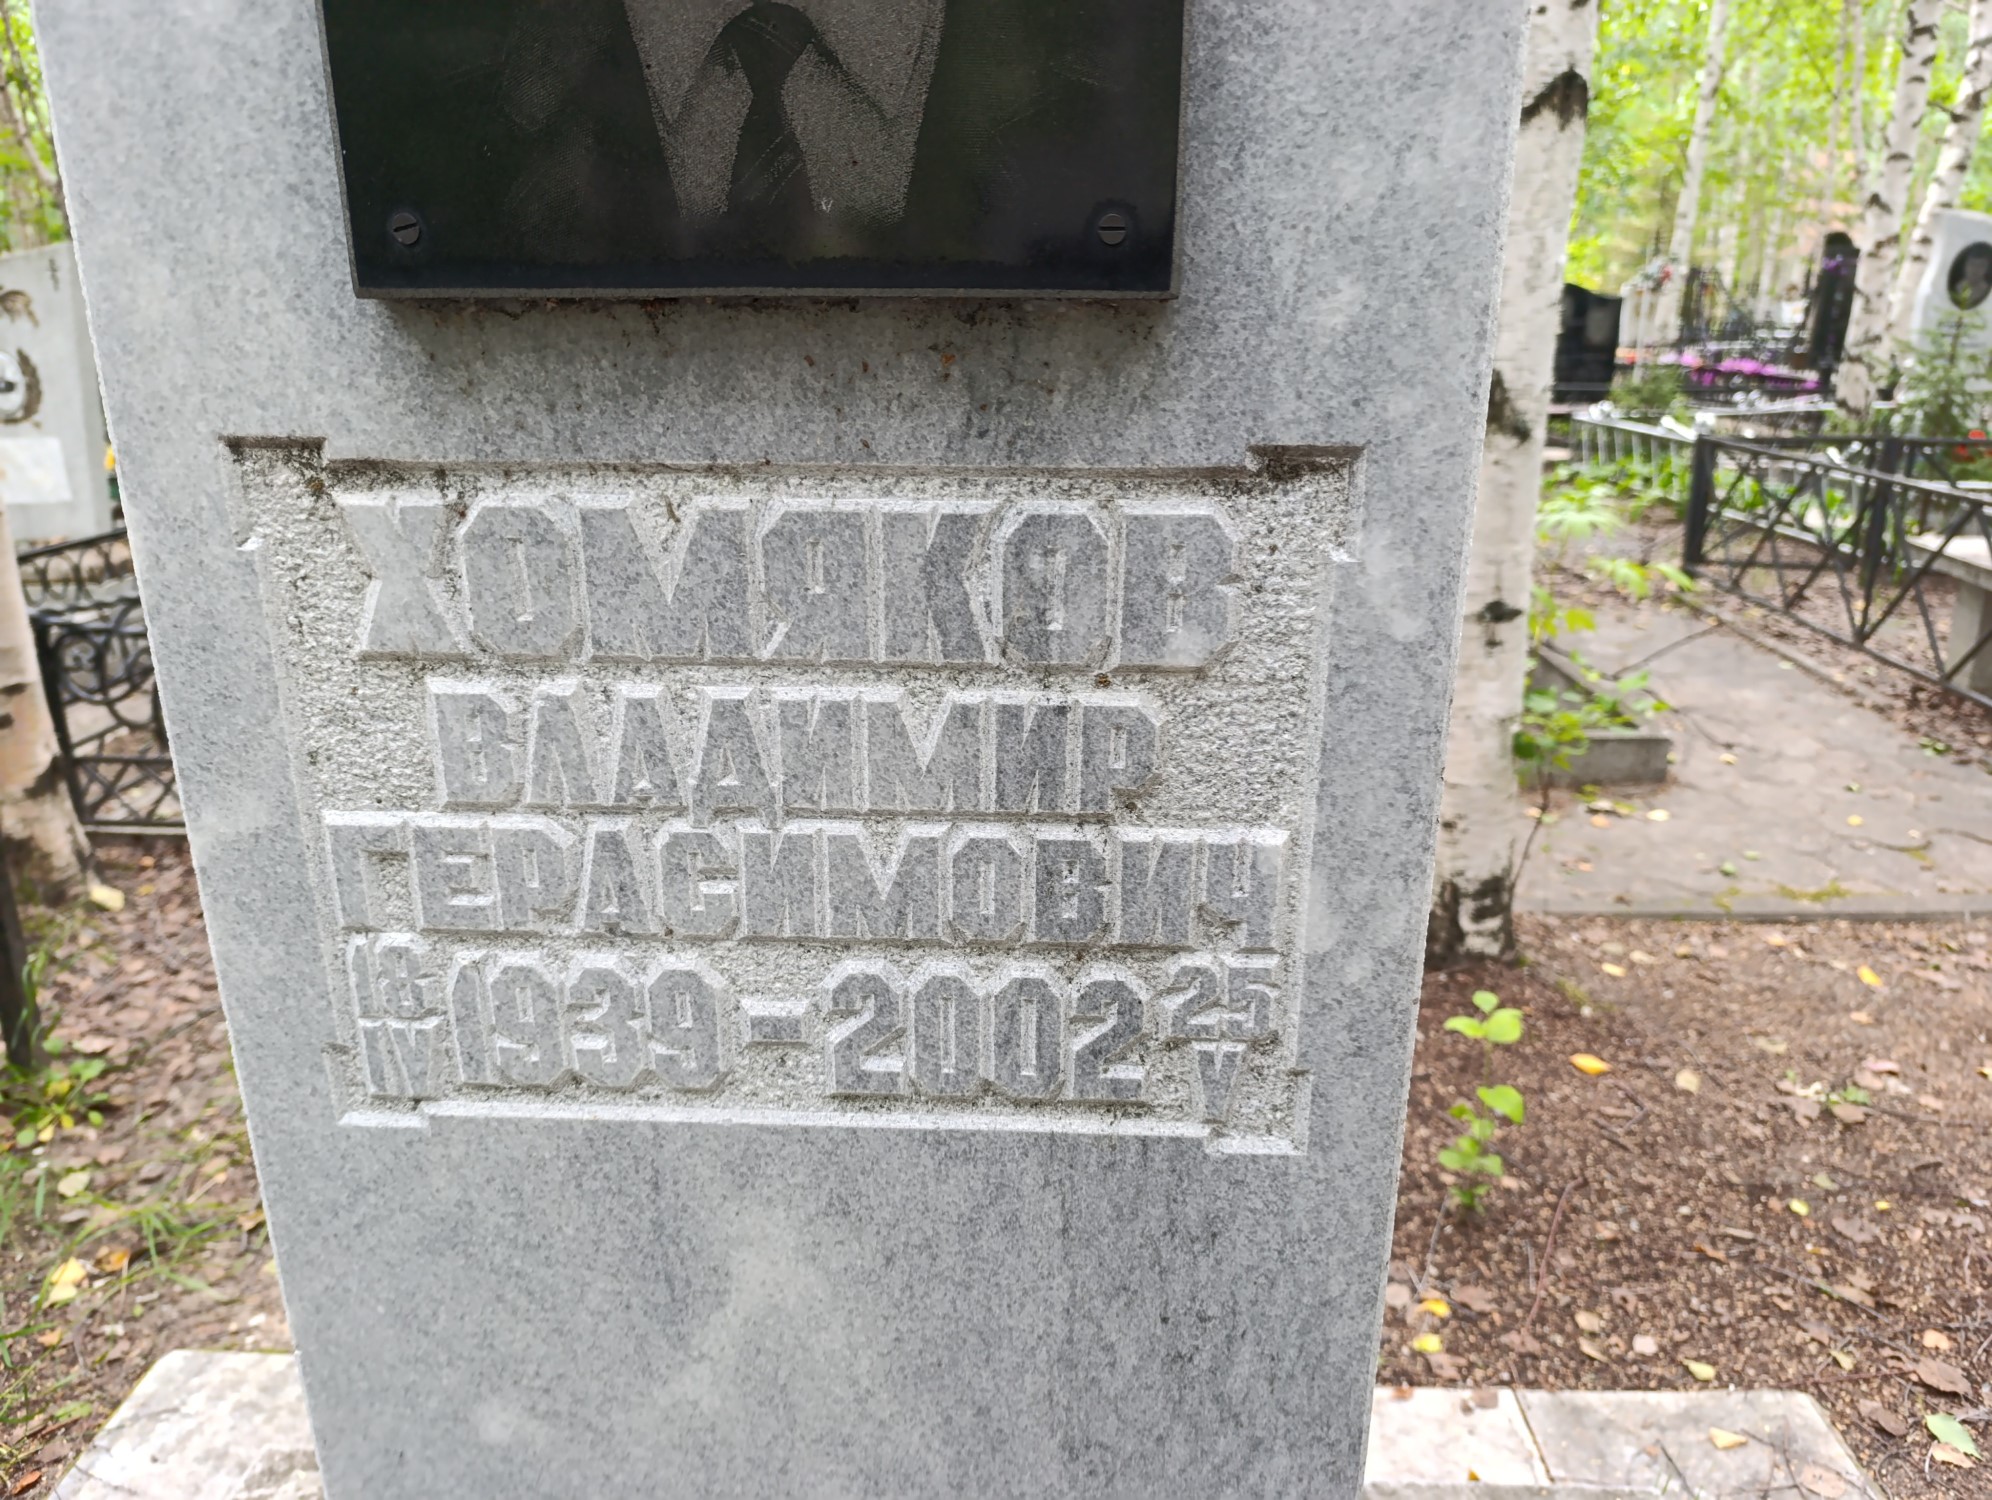 ХОМЯКОВ
ВЛАДИМИР
ГЕРАСИМОВИЧ
18 IV 1939-2002 25 V